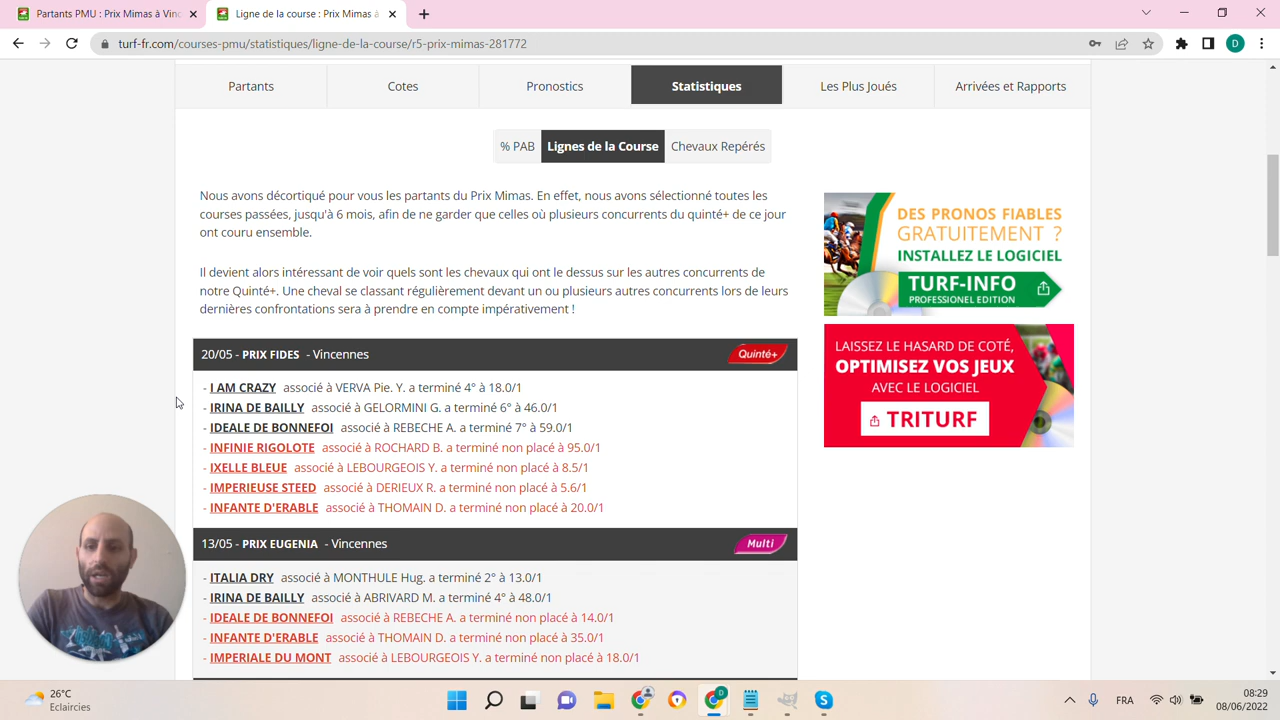 Partants PMU : Prix Mimas à Vinc
Ligne de la course : Prix Mimas à
turf-fr.com/courses-pmu/statistiques/ligne-de-la-course/r5-prix-mimas-281772
D
Partants
Cotes
Pronostics
Statistiques
Les Plus Joués
Arrivées et Rapports
% PAB
Lignes de la Course
Chevaux Repérés
Nous avons décortiqué pour vous les partants du Prix Mimas. En effet, nous avons sélectionné toutes les
courses passées, jusqu'à 6 mois, afin de ne garder que celles où plusieurs concurrents du quinté+ de ce jour
ont couru ensemble.
Il devient alors intéressant de voir quels sont les chevaux qui ont le dessus sur les autres concurrents de
notre Quinté+. Une cheval se classant régulièrement devant un ou plusieurs autres concurrents lors de leurs
dernières confrontations sera à prendre en compte impérativement !
20/05 - PRIX FIDES - Vincennes
Quinté+
- I AM CRAZY associé à VERVA Pie. Y. a terminé 4° à 18.0/1
- IRINA DE BAILLY associé à GELORMINI G. a terminé 6° à 46.0/1
- IDEALE DE BONNEFOI associé à REBECHE A. a terminé 7° à 59.0/1
- INFINIE RIGOLOTE associé à ROCHARD B. a terminé non placé à 95.0/1
- IXELLE BLEUE associé à LEBOURGEOIS Y. a terminé non placé à 8.5/1
- IMPERIEUSE STEED associé à DERIEUX R. a terminé non placé à 5.6/1
- INFANTE D'ERABLE associé à THOMAIN D. a terminé non placé à 20.0/1
13/05 - PRIX EUGENIA - Vincennes
Multi
- ITALIA DRY associé à MONTHULE Hug. a terminé 2° à 13.0/1
- IRINA DE BAILLY associé à ABRIVARD M. a terminé 4° à 48.0/1
- IDEALE DE BONNEFOI associé à REBECHE A. a terminé non placé à 14.0/1
- INFANTE D'ERABLE associé à THOMAIN D. a terminé non placé à 35.0/1
- IMPERIALE DU MONT associé à LEBOURGEOIS Y. a terminé non placé à 18.0/1
DES PRONOS FIABLES
GRATUITEMENT ?
INSTALLEZ LE LOGICIEL
TURF-INFO
PROFESSIONEL EDITION
LAISSEZ LE HASARD DE COTÉ,
OPTIMISEZ VOS JEUX
AVEC LE LOGICIEL
TRITURF
26°C
Eclaircies
D
FRA
08:29
08/06/2022